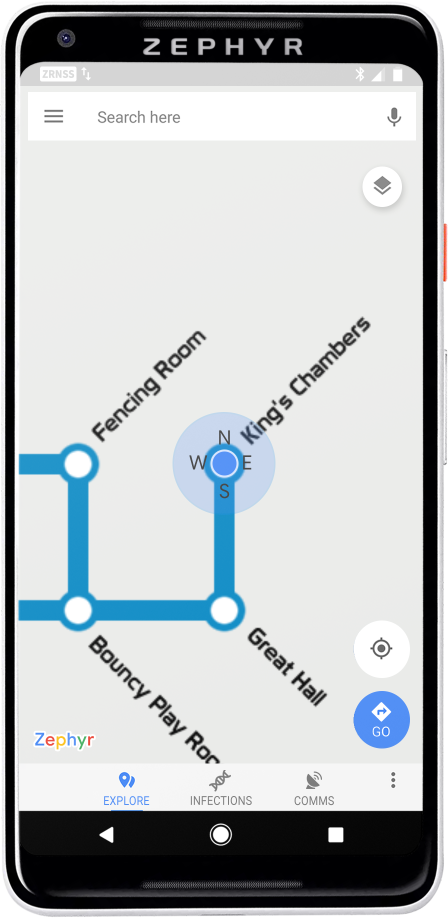 ZEPHYR
ZRNSS
Search here
Fencing Room
King's Chambers
N
W E
S
Bouncy Play Roo
Great Hall
Zephyr
GO
EXPLORE INFECTIONS COMMS